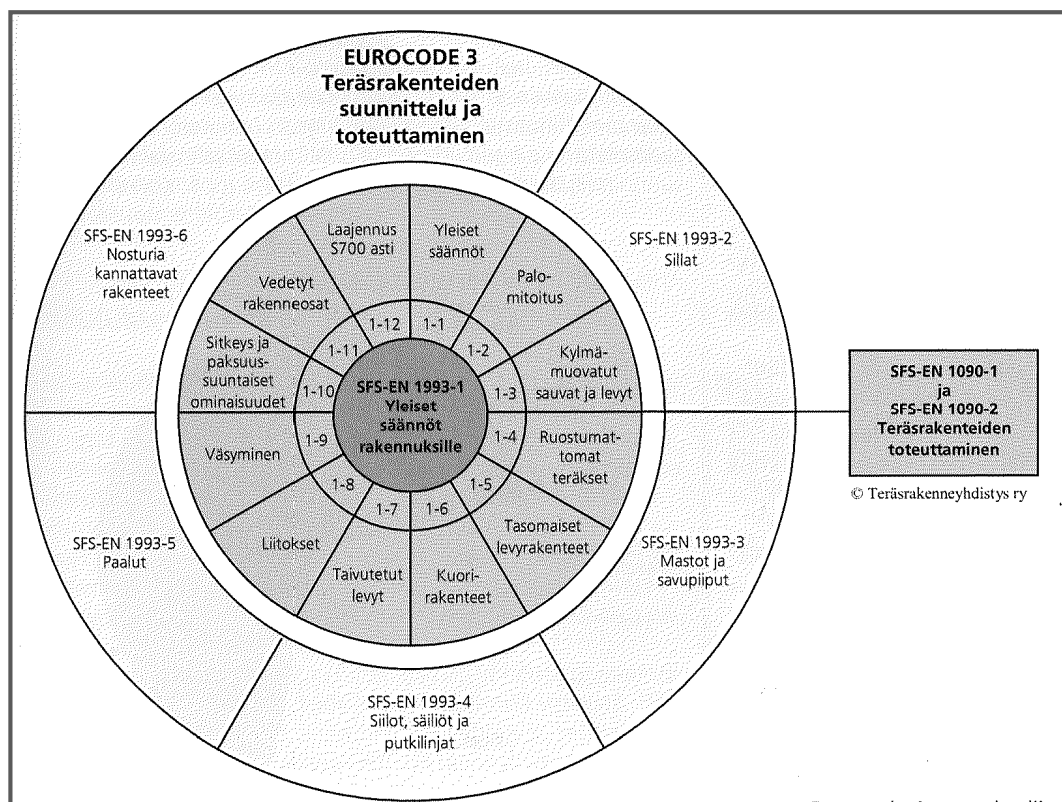 EUROCODE 3
Teräsrakenteiden
suunnittelu ja
toteuttaminen
SFS-EN 1993-2
Sillat
SFS-EN 1993-3
Mastot ja
savupiiput
SFS-EN 1993-4
Siilot, säiliöt ja
putkilinjat
SFS-EN 1993-5
Paalut
SFS-EN 1993-6
Nosturia
kannattavat
rakenteet
Yleiset
säännöt
Palo-
mitoitus
Kylmä-
muovatut
sauvat ja levyt
Ruostumat-
tomat
teräkset
Tasomaiset
levyrakenteet
Kuori-
rakenteet
Taivutetut
levyt
Liitokset
Väsyminen
Sitkeys ja
paksuus-
suuntaiset
ominaisuudet
Vedetyt
rakenneosat
Laajennus
S700 asti
1-1
1-2
1-3
1-4
1-5
1-6
1-7
1-8
1-9
1-10
1-11
1-12
SFS-EN 1993-1
Yleiset
säännöt
rakennuksille
SFS-EN 1090-1
ja
SFS-EN 1090-2
Teräsrakenteiden
toteuttaminen
© Teräsrakenneyhdistys ry